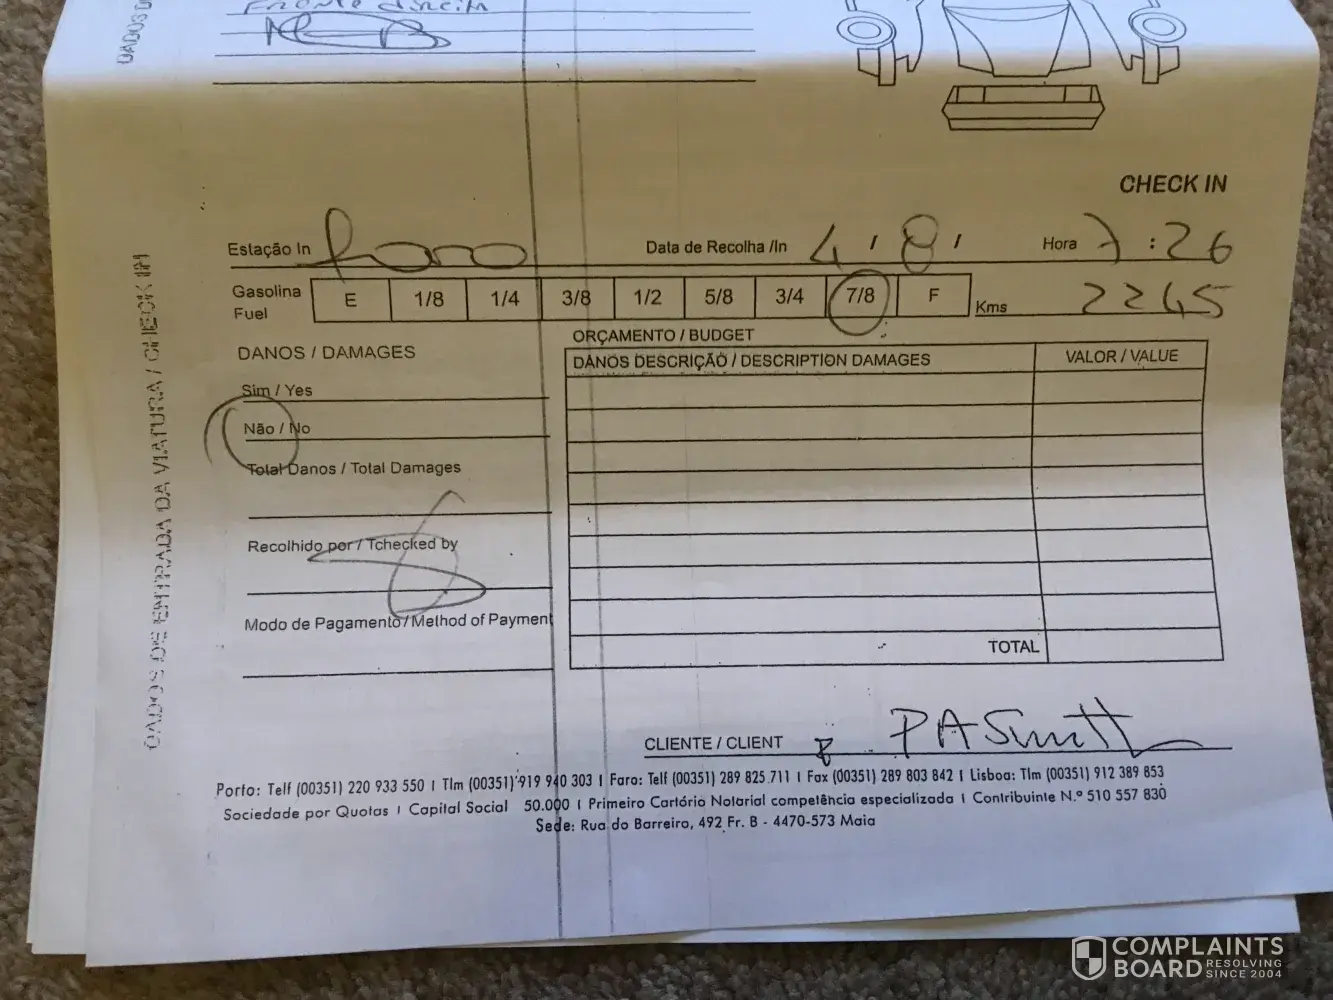 Frente direita
CHECK IN
Estação In Faro Data de Recolha /In 4 / 8 / Hora 7 : 26
Gasolina
Fuel E 1/8 1/4 3/8 1/2 5/8 3/4 7/8 F Kms 2245
DANOS / DAMAGES
ORÇAMENTO / BUDGET
DANOS DESCRIÇÃO / DESCRIPTION DAMAGES VALOR / VALUE
Sim / Yes
Não / No
Total Danos / Total Damages
Recolhido por / Tchecked by
Modo de Pagamento / Method of Payment
TOTAL
CLIENTE / CLIENT PASmith
Porto: Telf (00351) 220 933 550 I Tlm (00351) 919 940 303 I Faro: Telf (00351) 289 825 711 I Fax (00351) 289 803 842 I Lisboa: Tlm (00351) 912 389 853
Sociedade por Quotas I Capital Social 50.000 I Primeiro Cartório Notarial competência especializada I Contribuinte N.º 510 557 830
Sede: Rua do Barreiro, 492 Fr. B - 4470-573 Maia
DADOS DE ENTRADA DA VIATURA / CHECK IN
COMPLAINTS
BOARD RESOLVING
SINCE 2004